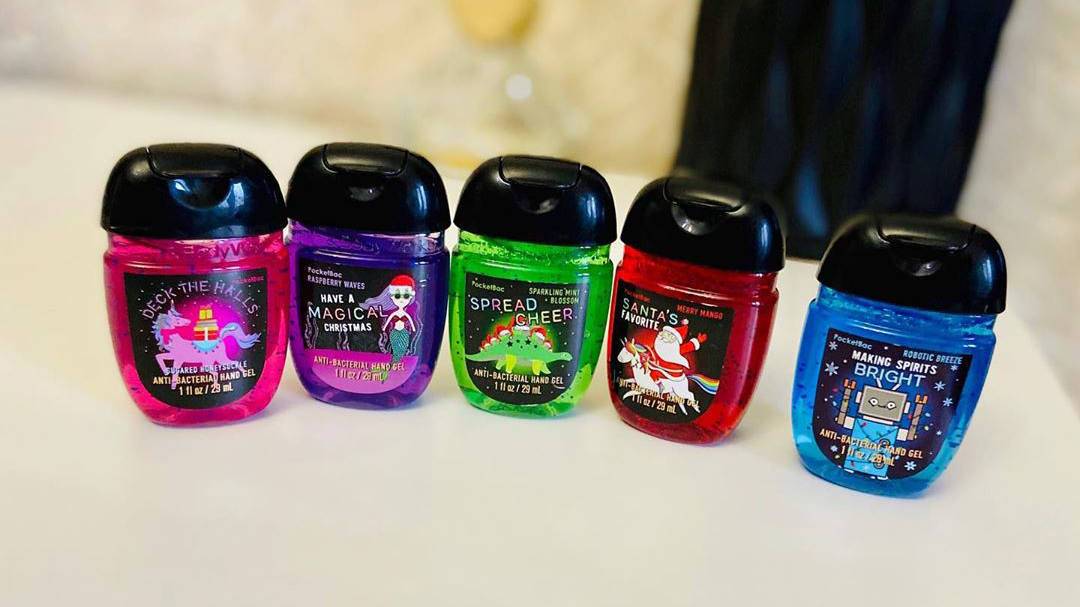 PocketBac
DECK THE HALLS
SUGARED HONEYSUCKLE
ANTI-BACTERIAL HAND GEL
1 fl oz / 29 mL
PocketBac
RASPBERRY WAVES
HAVE A
MAGICAL
CHRISTMAS
ANTI-BACTERIAL HAND GEL
1 fl oz / 29 mL
PocketBac
SPARKLING MINT
+ BLOSSOM
SPREAD
CHEER
ANTI-BACTERIAL HAND GEL
1 fl oz / 29 mL
PocketBac
MERRY MANGO
SANTA'S
FAVORITE
ANTI-BACTERIAL HAND GEL
1 fl oz / 29 mL
PocketBac
ROBOTIC BREEZE
MAKING SPIRITS
BRIGHT
ANTI-BACTERIAL HAND GEL
1 fl oz / 29 mL